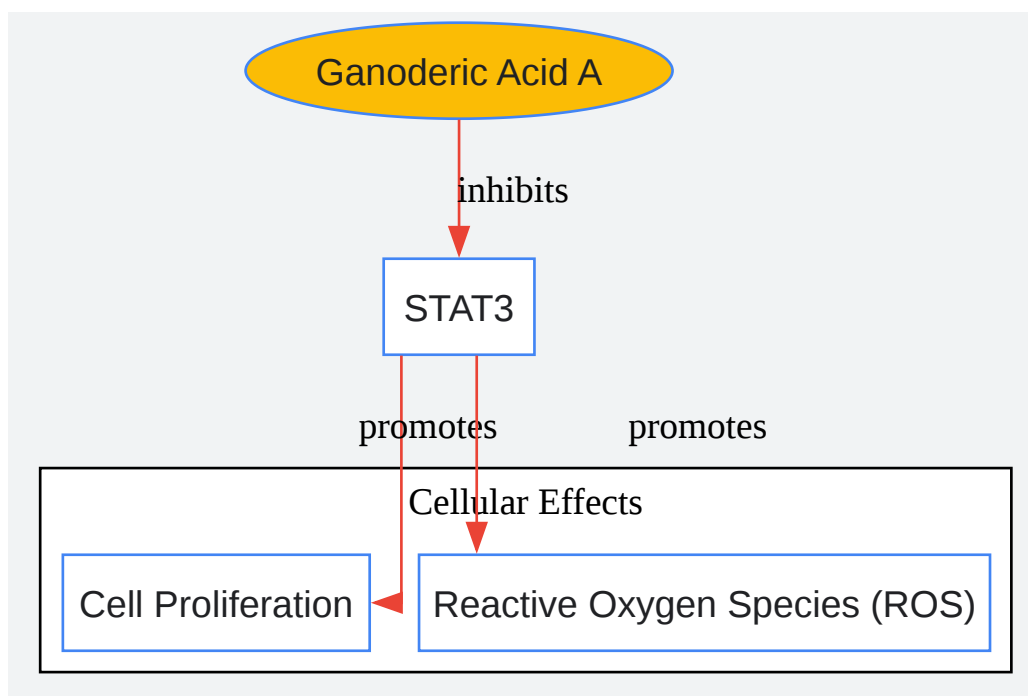 Ganoderic Acid A
inhibits
STAT3
promotes
promotes
Cellular Effects
Cell Proliferation
Reactive Oxygen Species (ROS)